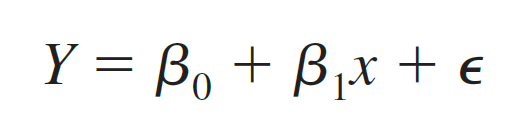 Y = β₀ + β₁x + ϵ